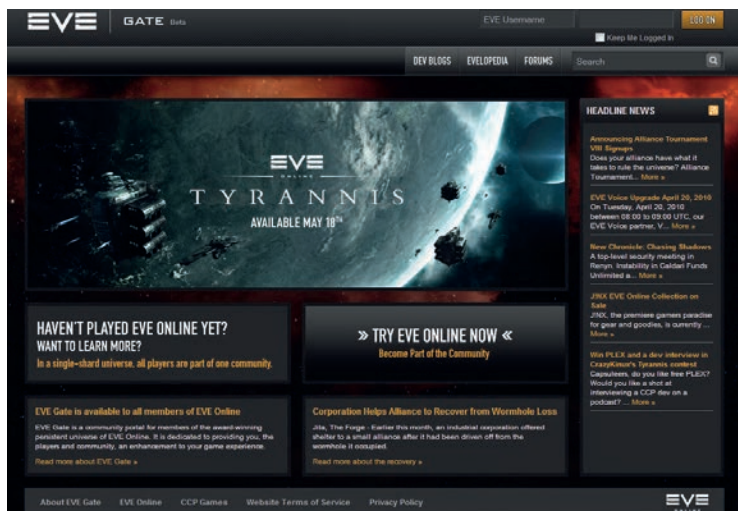 EVE GATE Beta
EVE Username
LOG ON
Keep Me Logged In
DEV BLOGS EVELOPEDIA FORUMS
Search
EVE
ONLINE
TYRANNIS
AVAILABLE MAY 18TH
HEADLINE NEWS
Announcing Alliance Tournament
VIII Signups
Does your alliance have what it
takes to rule the universe? Alliance
Tournament... More »
EVE Voice Upgrade April 20, 2010
On Tuesday, April 20, 2010
between 08:00 to 09:00 UTC, our
EVE Voice partner, V... More »
New Chronicle: Chasing Shadows
A top-level security meeting in
Renyn. Instability in Caldari Funds
Unlimited a... More »
J!NX EVE Online Collection on
Sale
J!NX, the premiere gamers paradise
for gear and goodies, is currently ...
More »
Win PLEX and a dev interview in
CrazyKinux's Tyrannis contest
Capsuleers, do you like free PLEX?
Would you like a shot at
interviewing a CCP dev on a
podcast? ... More »
HAVEN'T PLAYED EVE ONLINE YET?
WANT TO LEARN MORE?
In a single-shard universe, all players are part of one community.
» TRY EVE ONLINE NOW «
Become Part of the Community
EVE Gate is available to all members of EVE Online
EVE Gate is a community portal for members of the award-winning
persistent universe of EVE Online. It is dedicated to providing you, the
players and community, an enhancement to your game experience.
Read more about EVE Gate »
Corporation Helps Alliance to Recover from Wormhole Loss
Jita, The Forge - Earlier this month, an industrial corporation offered
shelter to a small alliance after it had been driven off from the
wormhole it occupied.
Read more about the recovery »
About EVE Gate EVE Online CCP Games Website Terms of Service Privacy Policy
EVE